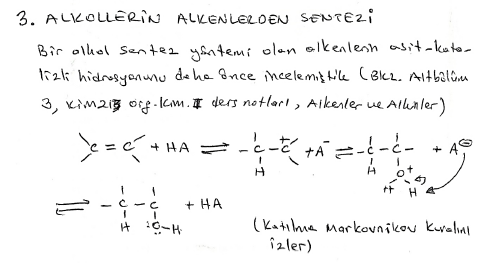 3. ALKOLLERİN ALKENLERDEN SENTEZİ
Bir alkol sentez yöntemi olan alkenlerin asit-kata-
lizli hidrasyonunu daha önce incelemiştik (Bkz. Altbölüm
3, Kim213 Org. Kim. I ders notları, Alkenler ve Alkinler)
C = C + HA ⇌ - C - C + + A⁻ ⇌ - C - C - + A⊖
H H O+
H H
⇌ - C - C - + HA
H :O-H
(Katılma Markovnikov Kuralını
izler)